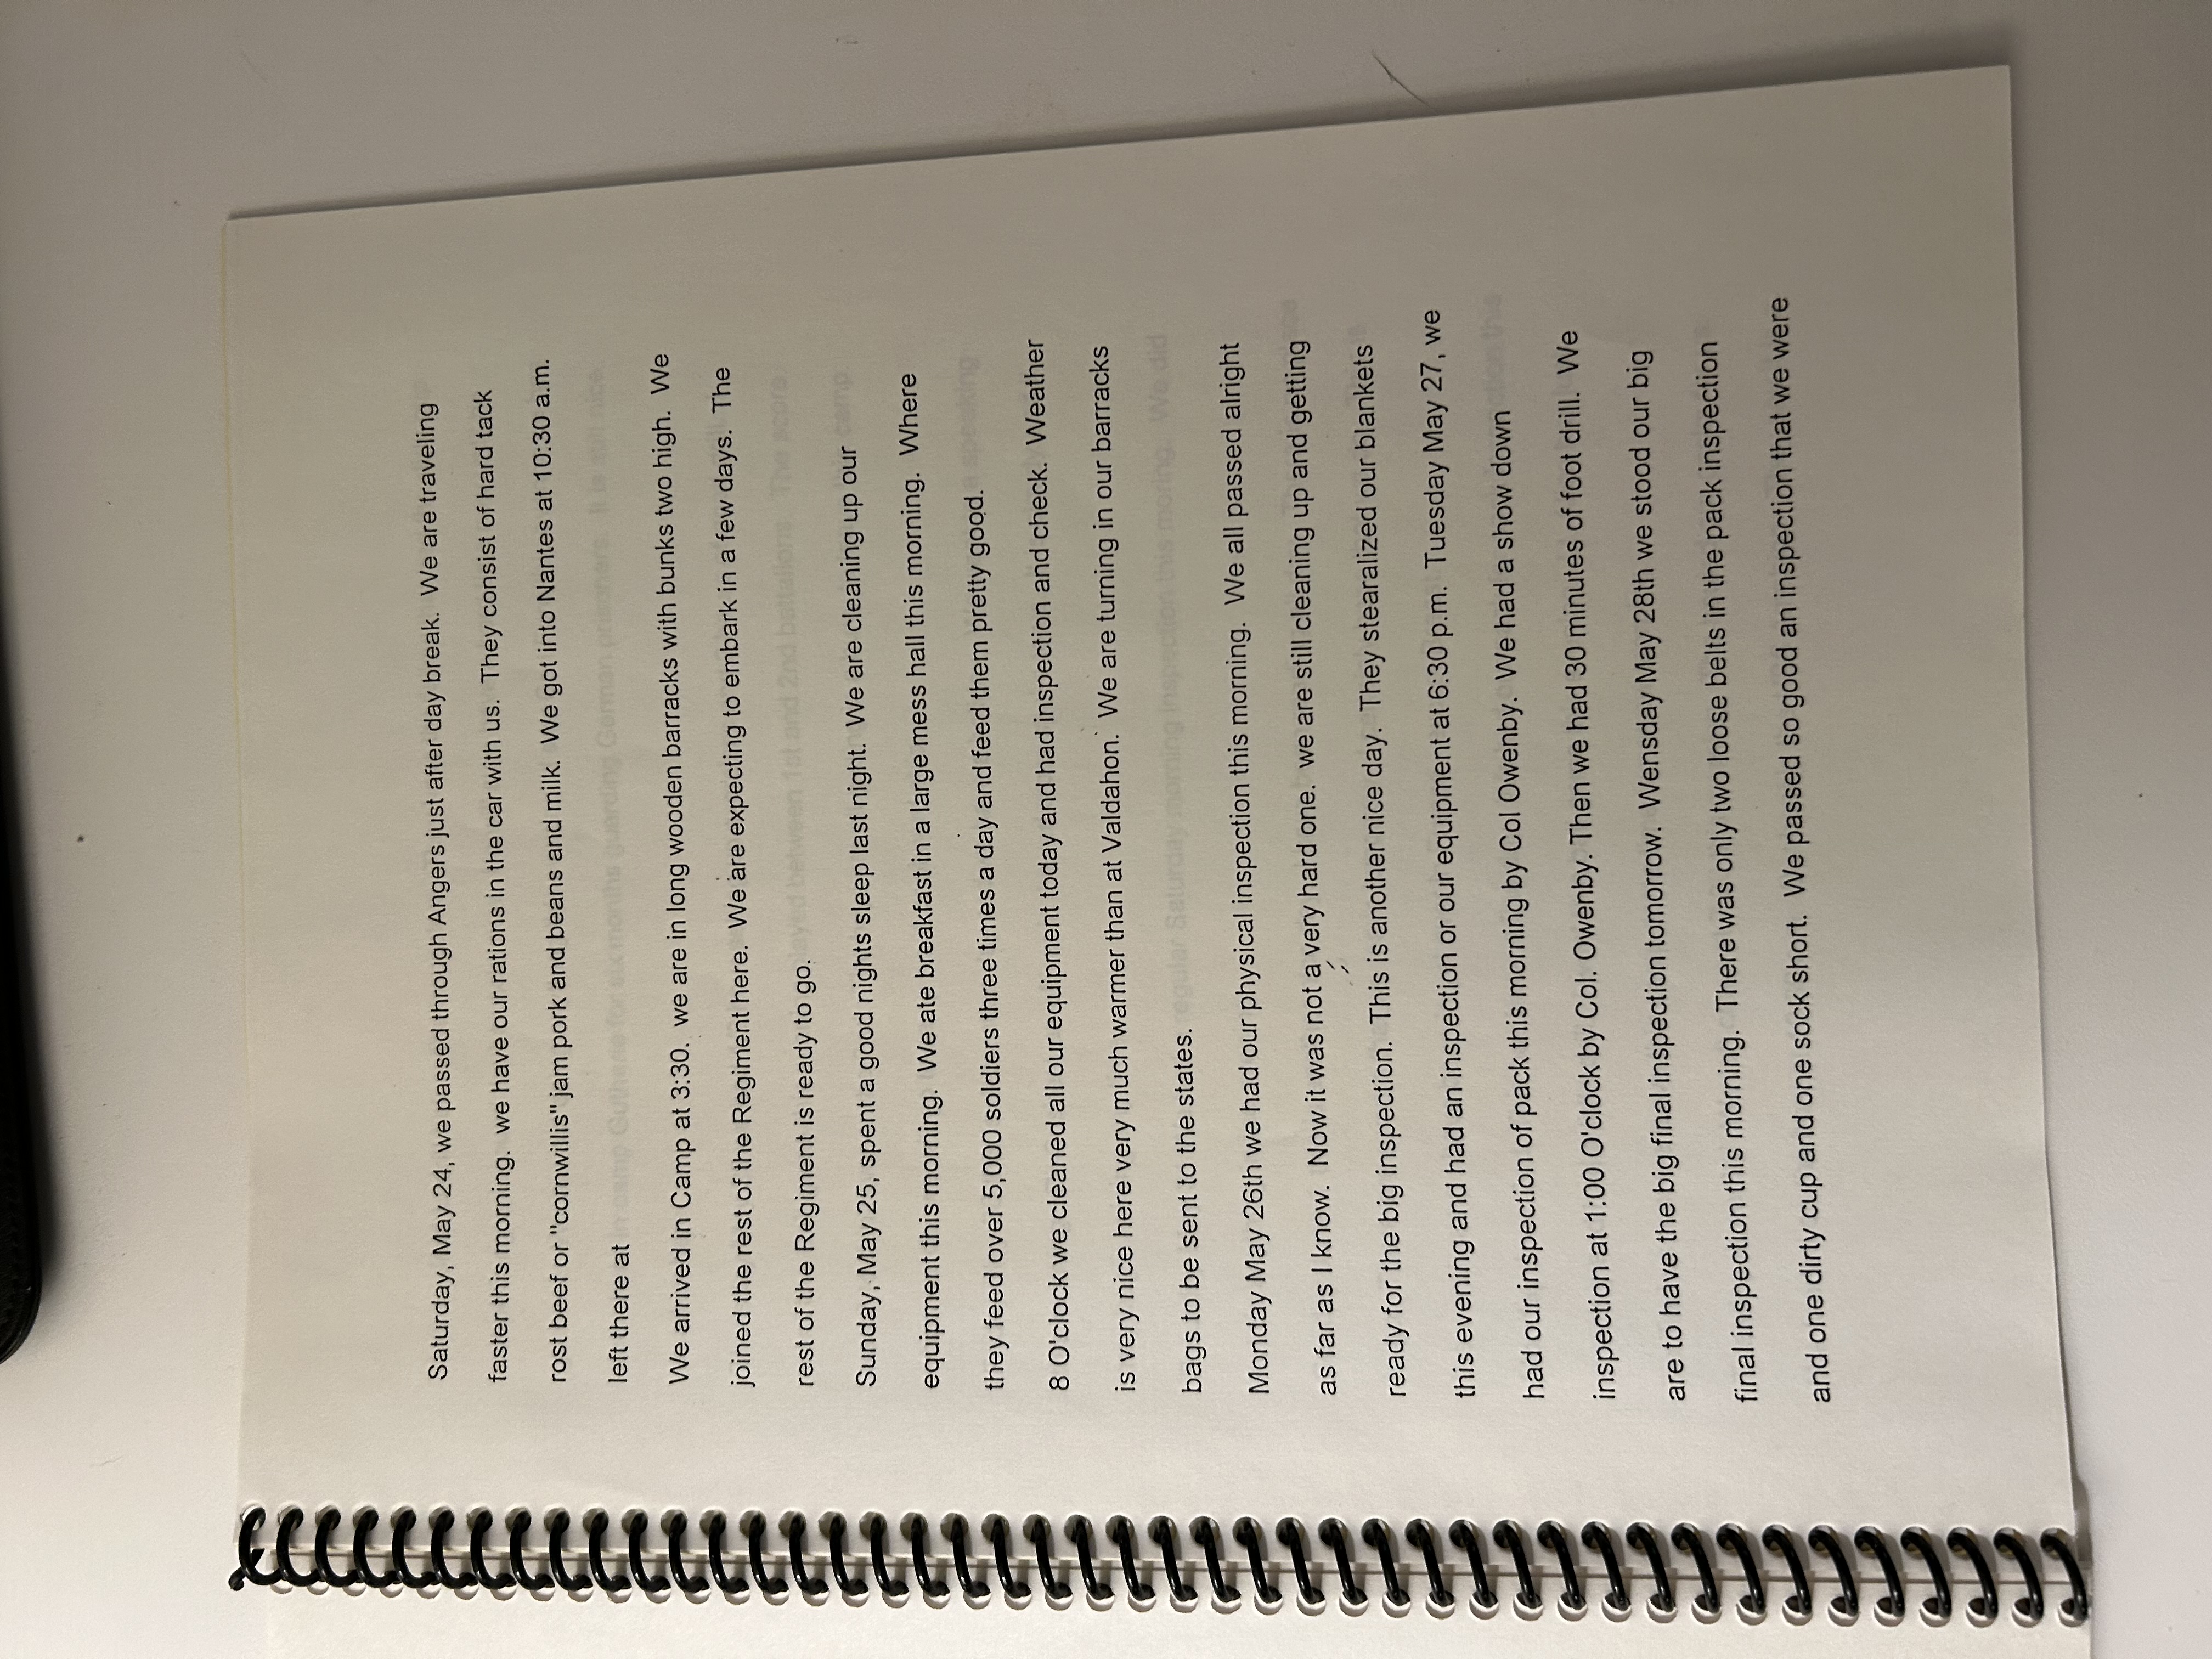 Saturday, May 24, we passed through Angers just after day break.  We are traveling
faster this morning.  we have our rations in the car with us.  They consist of hard tack
rost beef or "cornwillis" jam pork and beans and milk.  We got into Nantes at 10:30 a.m.
left there at
We arrived in Camp at 3:30.  we are in long wooden barracks with bunks two high.  We
joined the rest of the Regiment here.  We are expecting to embark in a few days.  The
rest of the Regiment is ready to go.
Sunday, May 25, spent a good nights sleep last night.  We are cleaning up our
equipment this morning.  We ate breakfast in a large mess hall this morning.  Where
they feed over 5,000 soldiers three times a day and feed them pretty good.
8 O'clock we cleaned all our equipment today and had inspection and check.  Weather
is very nice here very much warmer than at Valdahon.  We are turning in our barracks
bags to be sent to the states.
Monday May 26th we had our physical inspection this morning.  We all passed alright
as far as I know.  Now it was not a very hard one.  we are still cleaning up and getting
ready for the big inspection.  This is another nice day.  They stearalized our blankets
this evening and had an inspection or our equipment at 6:30 p.m.  Tuesday May 27, we
had our inspection of pack this morning by Col Owenby.  We had a show down
inspection at 1:00 O'clock by Col. Owenby. Then we had 30 minutes of foot drill.  We
are to have the big final inspection tomorrow.  Wensday May 28th we stood our big
final inspection this morning.  There was only two loose belts in the pack inspection
and one dirty cup and one sock short.  We passed so good an inspection that we were